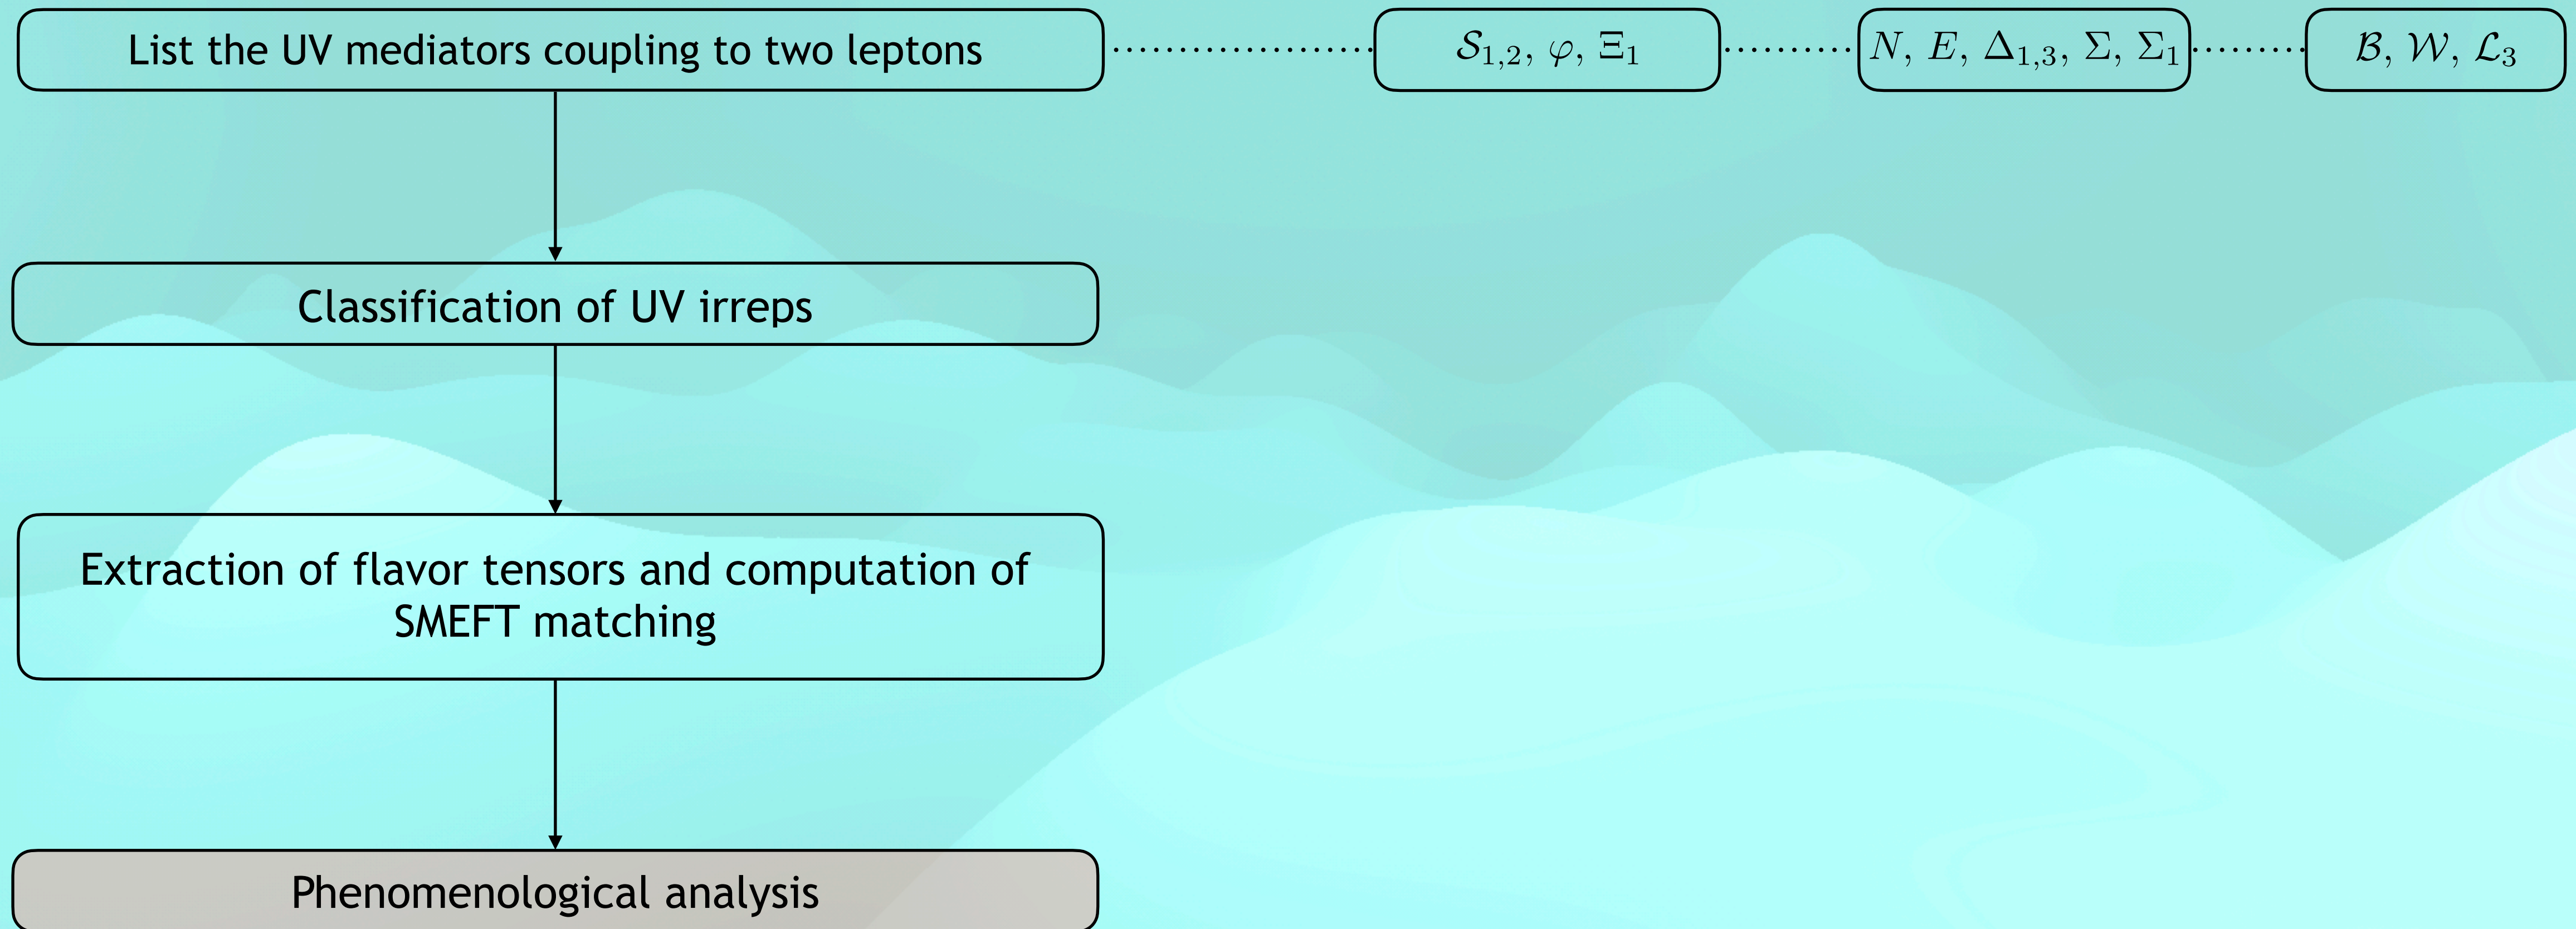 List the UV mediators coupling to two leptons
𝒮₁,₂, φ, Ξ₁
N, E, Δ₁,₃, Σ, Σ₁
ℬ, 𝒲, ℒ₃
Classification of UV irreps
Extraction of flavor tensors and computation of
SMEFT matching
Phenomenological analysis